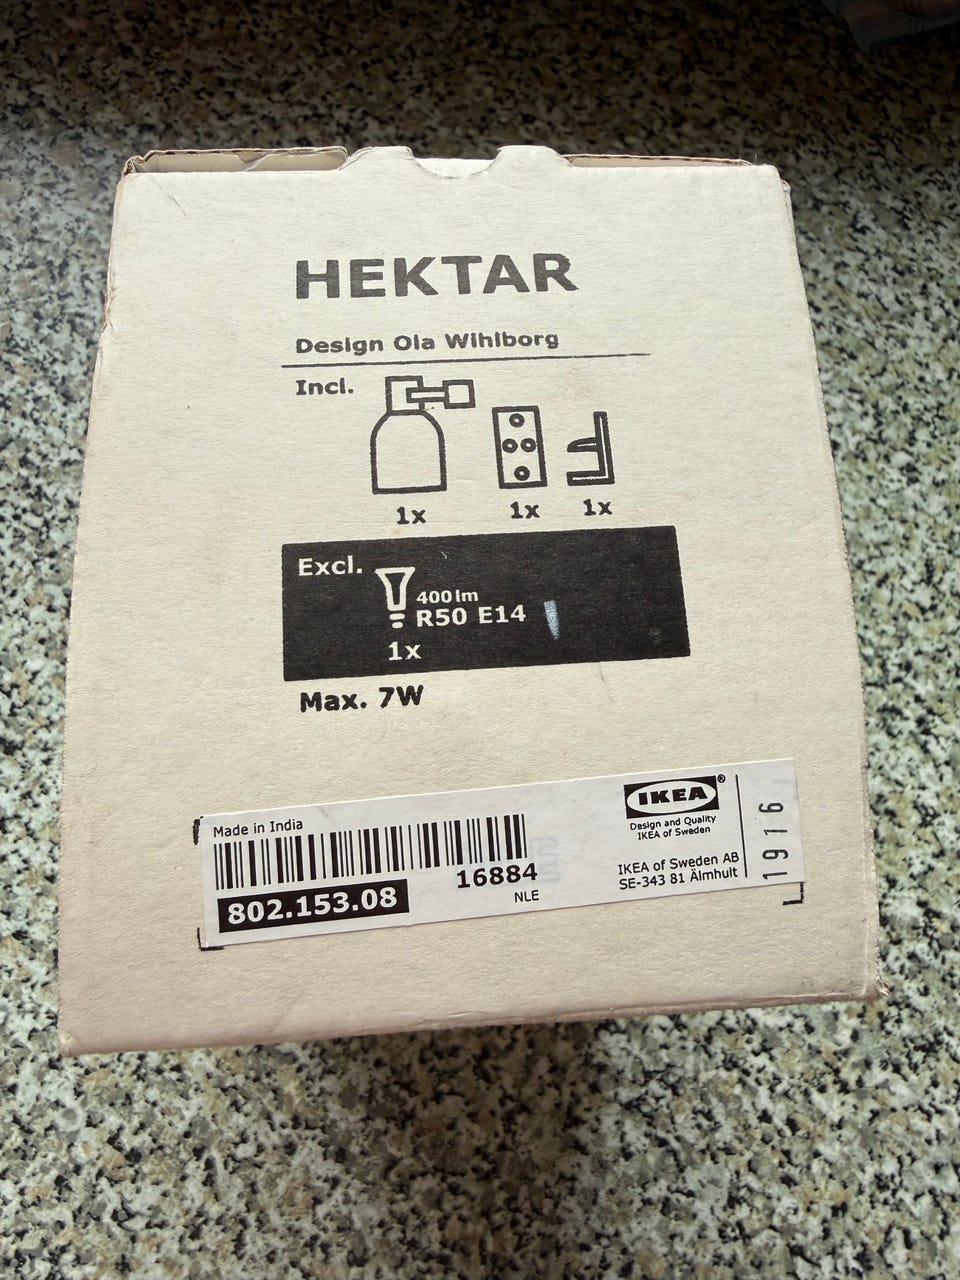 HEKTAR
Design Ola Wihlborg
Incl.
1x 1x 1x
Excl.
400lm
R50 E14
1x
Max. 7W
Made in India
802.153.08
16884
NLE
IKEA®
Design and Quality
IKEA of Sweden
IKEA of Sweden AB
SE-343 81 Älmhult
1916